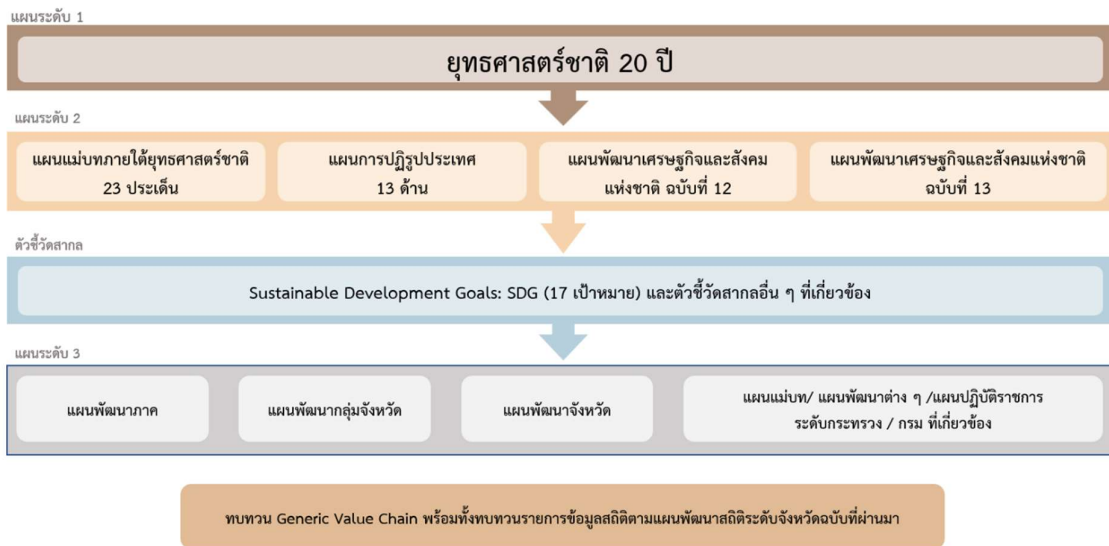 แผนระดับ 1
ยุทธศาสตร์ชาติ 20 ปี
แผนระดับ 2
แผนแม่บทภายใต้ยุทธศาสตร์ชาติ
23 ประเด็น
แผนการปฏิรูปประเทศ
13 ด้าน
แผนพัฒนาเศรษฐกิจและสังคม
แห่งชาติ ฉบับที่ 12
แผนพัฒนาเศรษฐกิจและสังคมแห่งชาติ
ฉบับที่ 13
ตัวชี้วัดสากล
Sustainable Development Goals: SDG (17 เป้าหมาย) และตัวชี้วัดสากลอื่น ๆ ที่เกี่ยวข้อง
แผนระดับ 3
แผนพัฒนาภาค
แผนพัฒนากลุ่มจังหวัด
แผนพัฒนาจังหวัด
แผนแม่บท/ แผนพัฒนาต่าง ๆ /แผนปฏิบัติราชการ
ระดับกระทรวง / กรม ที่เกี่ยวข้อง
ทบทวน Generic Value Chain พร้อมทั้งทบทวนรายการข้อมูลสถิติตามแผนพัฒนาสถิติระดับจังหวัดฉบับที่ผ่านมา